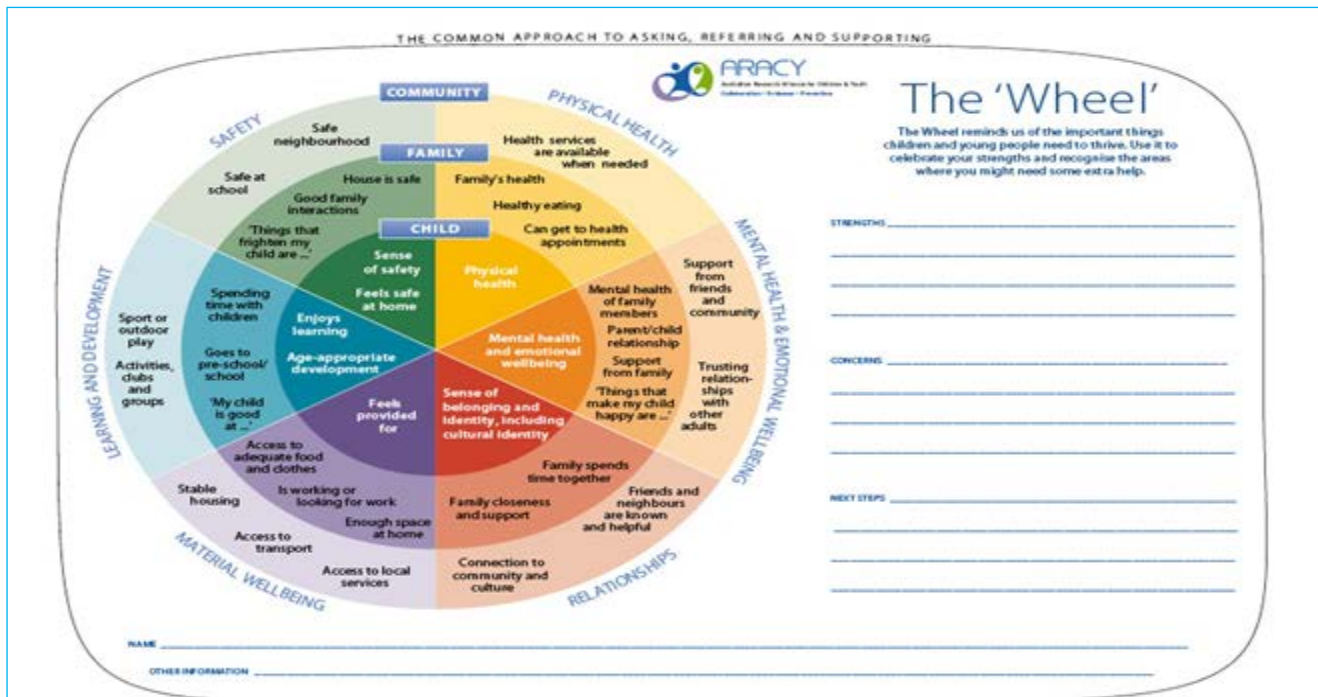 THE COMMON APPROACH TO ASKING, REFERRING AND SUPPORTING
ARACY
Australian Research Alliance for Children & Youth
The 'Wheel'
The Wheel reminds us of the important things
children and young people need to thrive. Use it to
celebrate your strengths and recognise the areas
where you might need some extra help.
COMMUNITY
FAMILY
CHILD
SAFETY
Safe
neighbourhood
Safe at
school
House is safe
Good family
interactions
'Things that
frighten my
child are ...'
Sense
of safety
Feels safe
at home
PHYSICAL HEALTH
Health services
are available
when needed
Family's health
Healthy eating
Can get to health
appointments
Physical
health
MENTAL HEALTH & EMOTIONAL WELLBEING
Support
from
friends
and
community
Trusting
relation-
ships
with
other
adults
Mental health
of family
members
Parent/child
relationship
Support
from family
'Things that
make my child
happy are ...'
Mental health
and emotional
wellbeing
RELATIONSHIPS
Sense of
belonging and
identity, including
cultural identity
Family spends
time together
Family closeness
and support
Friends and
neighbours
are known
and helpful
Connection to
community and
culture
MATERIAL WELLBEING
Feels
provided
for
Access to
adequate food
and clothes
Is working or
looking for work
Enough space
at home
Stable
housing
Access to
transport
Access to local
services
LEARNING AND DEVELOPMENT
Enjoys
learning
Age-appropriate
development
Spending
time with
children
Goes to
pre-school/
school
'My child
is good
at ...'
Sport or
outdoor
play
Activities,
clubs
and
groups
STRENGTHS
CONCERNS
NEXT STEPS
NAME
OTHER INFORMATION